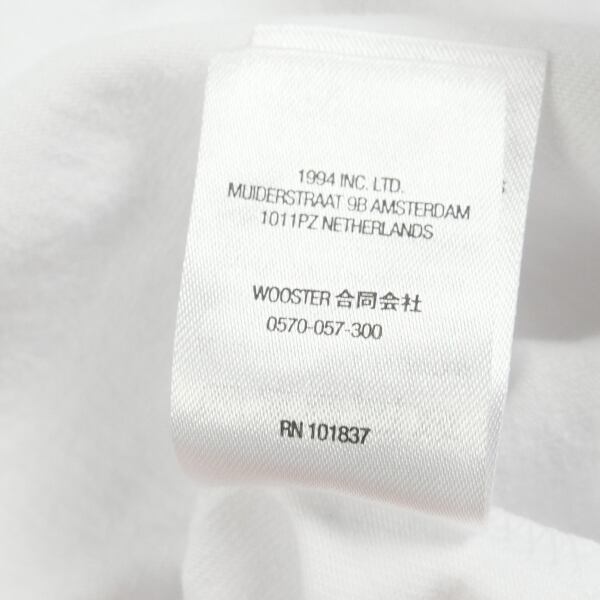 1994 INC. LTD.
MUIDERSTRAAT 9B AMSTERDAM
1011PZ NETHERLANDS
WOOSTER 合同会社
0570-057-300
RN 101837